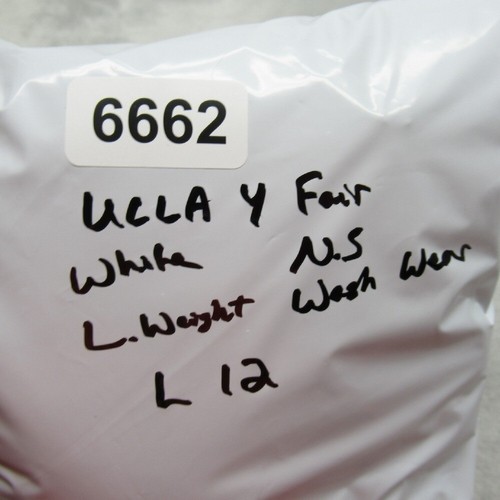 6662
UCLA Y Fair
White N.S
L. Weight Wash Wear
L 12